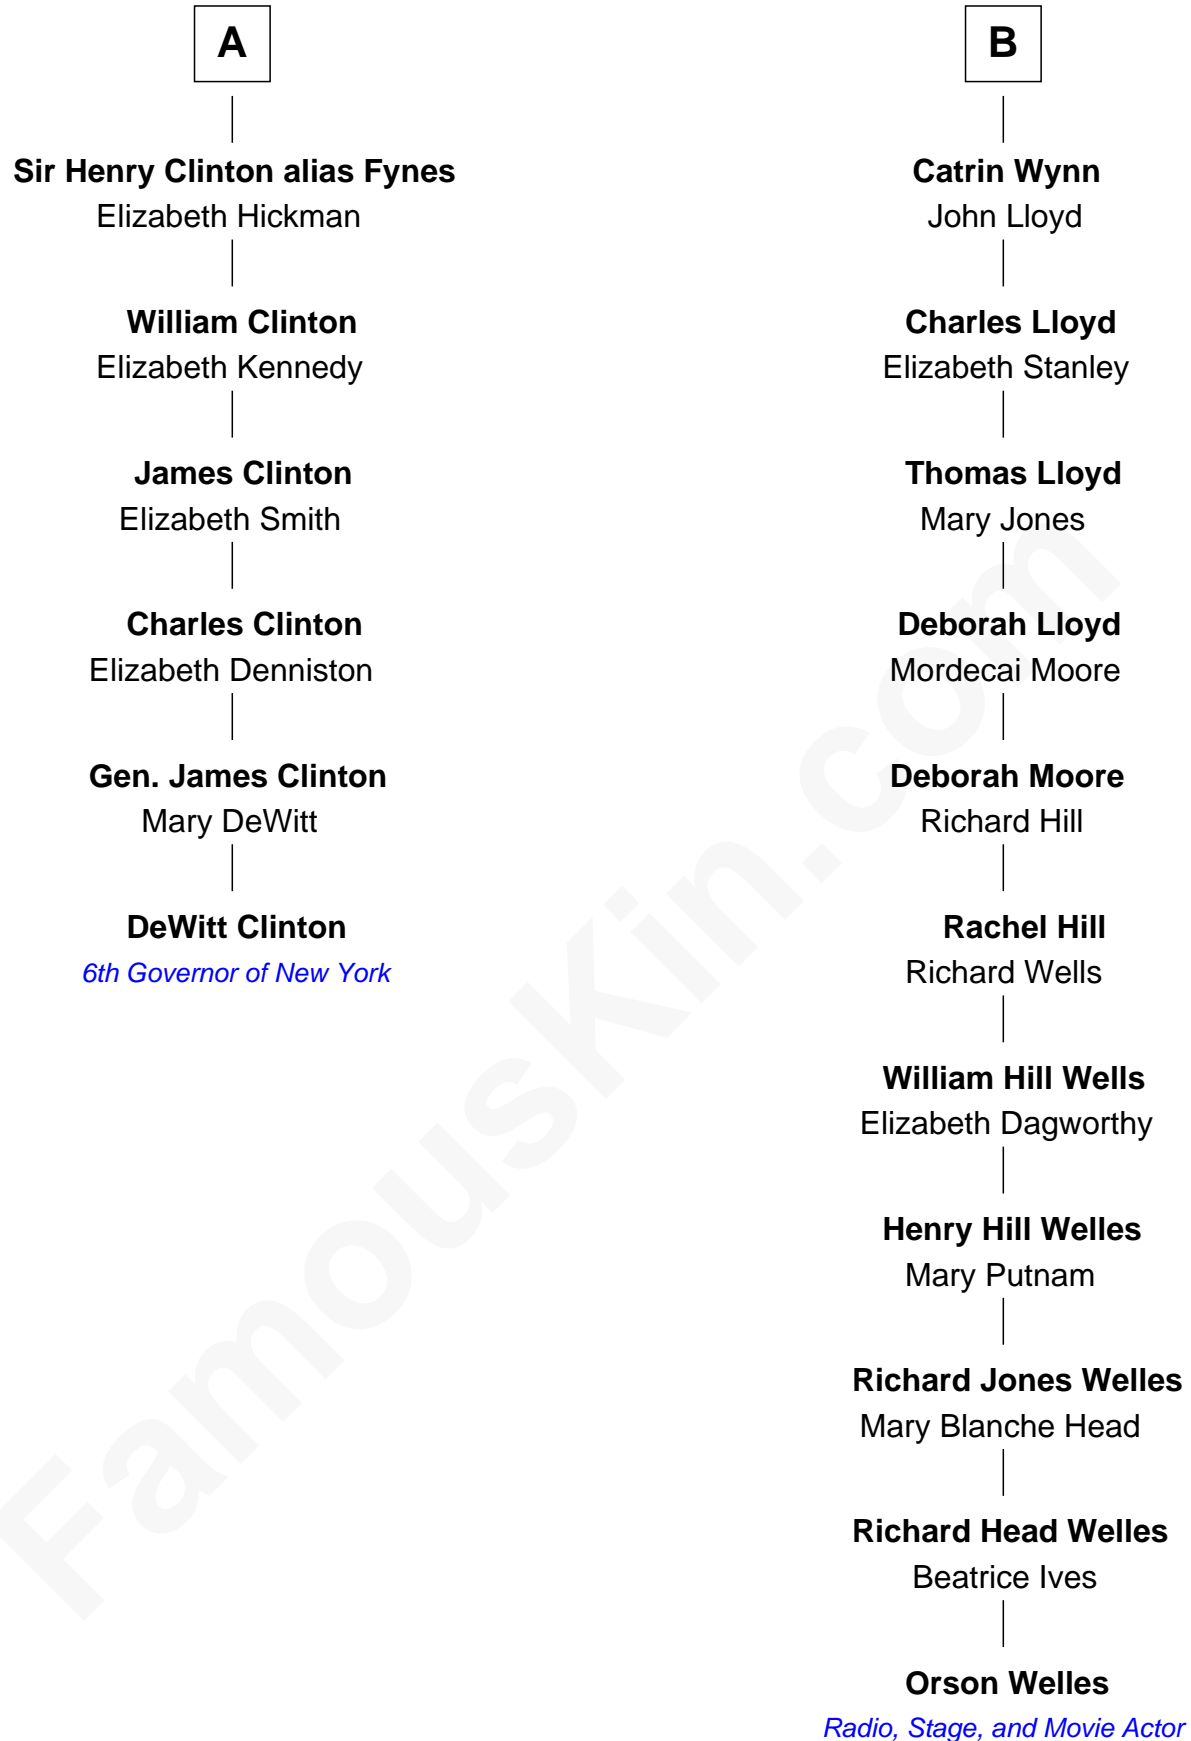 A
Sir Henry Clinton alias Fynes
Elizabeth Hickman
William Clinton
Elizabeth Kennedy
James Clinton
Elizabeth Smith
Charles Clinton
Elizabeth Denniston
Gen. James Clinton
Mary DeWitt
DeWitt Clinton
6th Governor of New York
B
Catrin Wynn
John Lloyd
Charles Lloyd
Elizabeth Stanley
Thomas Lloyd
Mary Jones
Deborah Lloyd
Mordecai Moore
Deborah Moore
Richard Hill
Rachel Hill
Richard Wells
William Hill Wells
Elizabeth Dagworthy
Henry Hill Welles
Mary Putnam
Richard Jones Welles
Mary Blanche Head
Richard Head Welles
Beatrice Ives
Orson Welles
Radio, Stage, and Movie Actor
FamousKin.com